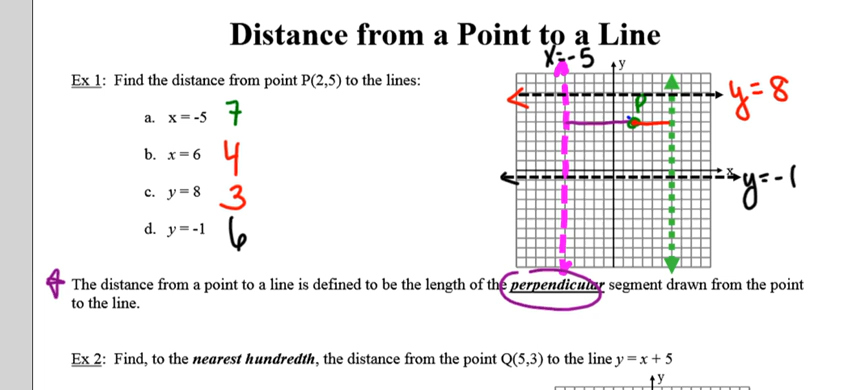 Distance from a Point to a Line
x=-5
y
Ex 1: Find the distance from point P(2,5) to the lines:
P
y=8
a. x = -5 7
b. x = 6 4
x
y=-1
c. y = 8 3
d. y = -1 6
The distance from a point to a line is defined to be the length of the perpendicular segment drawn from the point
to the line.
Ex 2: Find, to the nearest hundredth, the distance from the point Q(5,3) to the line y = x + 5
y